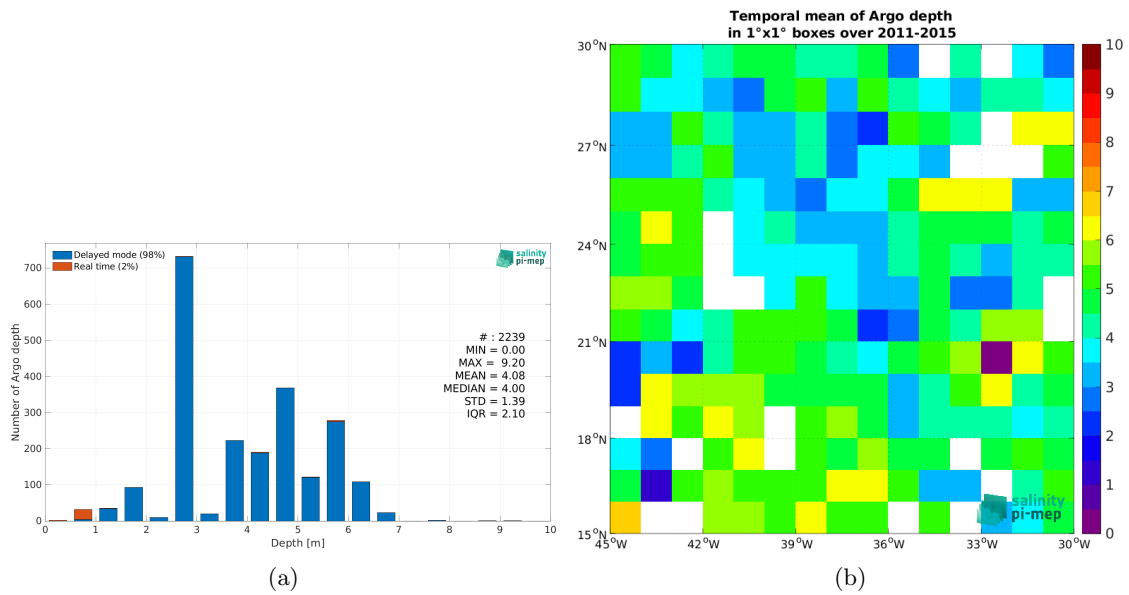 Delayed mode (98%)
Real time (2%)
salinity
pi-mep
# : 2239
MIN = 0.00
MAX = 9.20
MEAN = 4.08
MEDIAN = 4.00
STD = 1.39
IQR = 2.10
Number of Argo depth
700
600
500
400
300
200
100
0
0 1 2 3 4 5 6 7 8 9 10
Depth [m]
(a)
Temporal mean of Argo depth
in 1°x1° boxes over 2011-2015
30°N
27°N
24°N
21°N
18°N
15°N
45°W 42°W 39°W 36°W 33°W 30°W
salinity
pi-mep
10
9
8
7
6
5
4
3
2
1
0
(b)